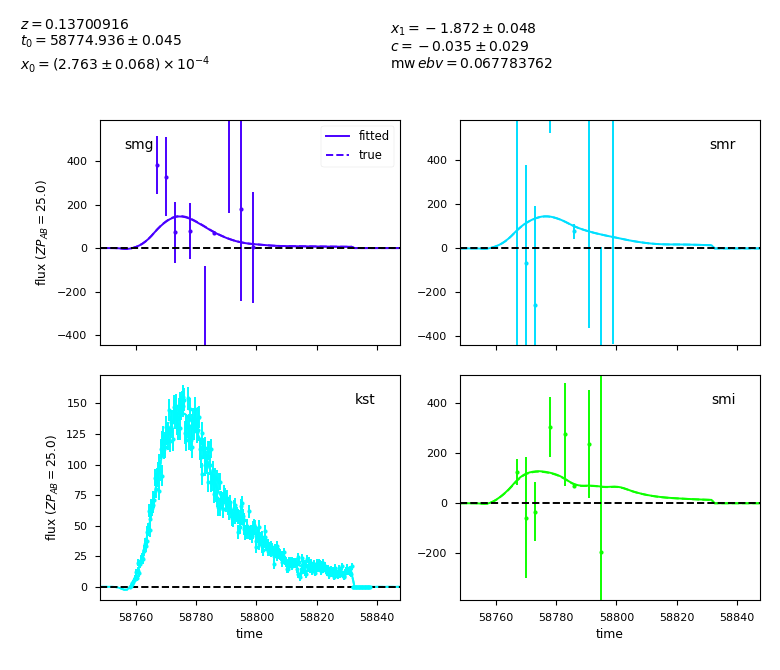 z = 0.13700916
t₀ = 58774.936 ± 0.045
x₀ = (2.763 ± 0.068) × 10⁻⁴
x₁ = −1.872 ± 0.048
c = −0.035 ± 0.029
mw ebv = 0.067783762
smg
fitted
true
400
200
0
−200
−400
flux (ZP_AB = 25.0)
smr
400
200
0
−200
−400
kst
150
125
100
75
50
25
0
flux (ZP_AB = 25.0)
58760 58780 58800 58820 58840
time
smi
400
200
0
−200
58760 58780 58800 58820 58840
time